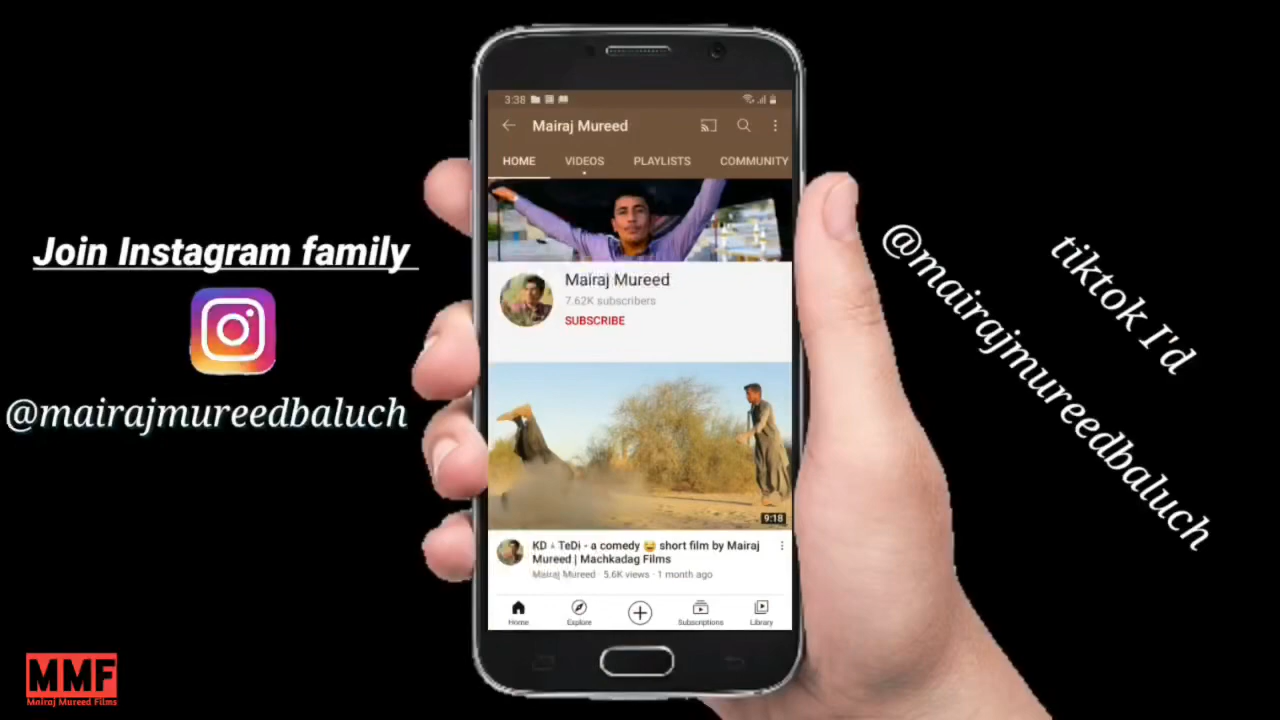 Join Instagram family
@mairajmureedbaluch
3:38
Mairaj Mureed
HOME VIDEOS PLAYLISTS COMMUNITY
Mairaj Mureed
7.62K subscribers
SUBSCRIBE
9:18
KD + TeDi - a comedy 😂 short film by Mairaj
Mureed | Machkadag Films
Mairaj Mureed · 5.6K views · 1 month ago
Home Explore Subscriptions Library
tiktok I'd
@mairajmureedbaluch
MMF
Mairaj Mureed Films